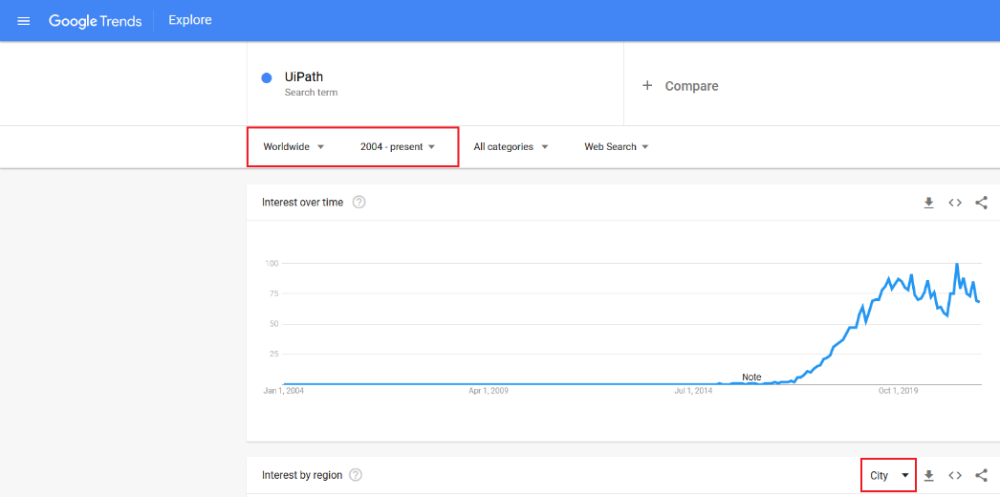 Google Trends Explore
UiPath
Search term
+ Compare
Worldwide 2004 - present All categories Web Search
Interest over time ?
100
75
50
25
Note
Jan 1, 2004 Apr 1, 2009 Jul 1, 2014 Oct 1, 2019
Interest by region ? City